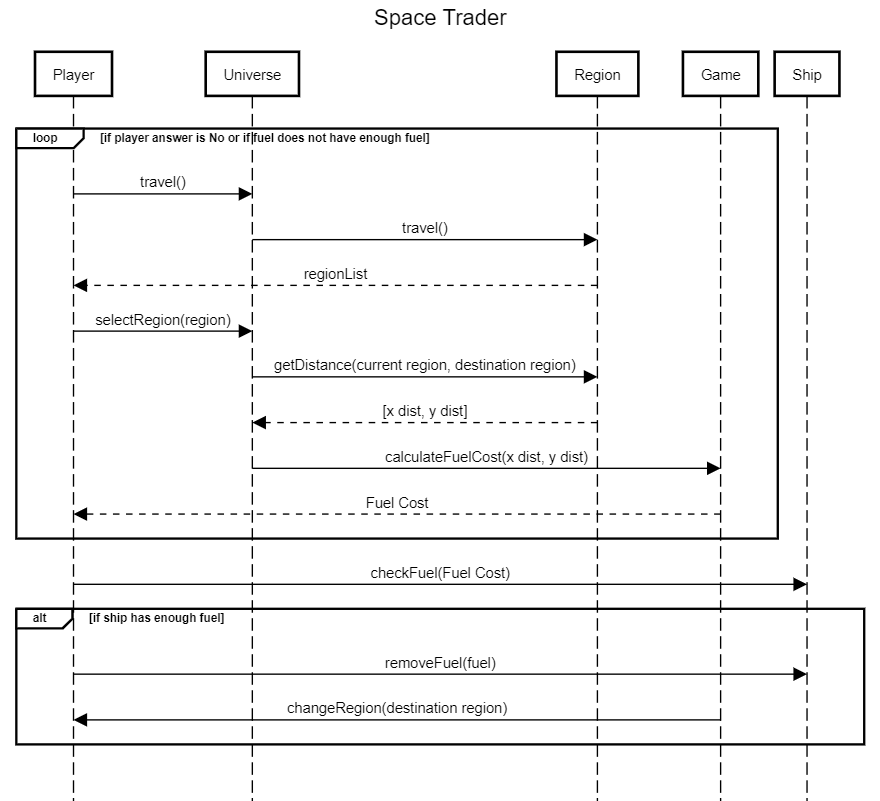 Space Trader
Player
Universe
Region
Game
Ship
loop
[if player answer is No or if fuel does not have enough fuel]
travel()
travel()
regionList
selectRegion(region)
getDistance(current region, destination region)
[x dist, y dist]
calculateFuelCost(x dist, y dist)
Fuel Cost
checkFuel(Fuel Cost)
alt
[if ship has enough fuel]
removeFuel(fuel)
changeRegion(destination region)